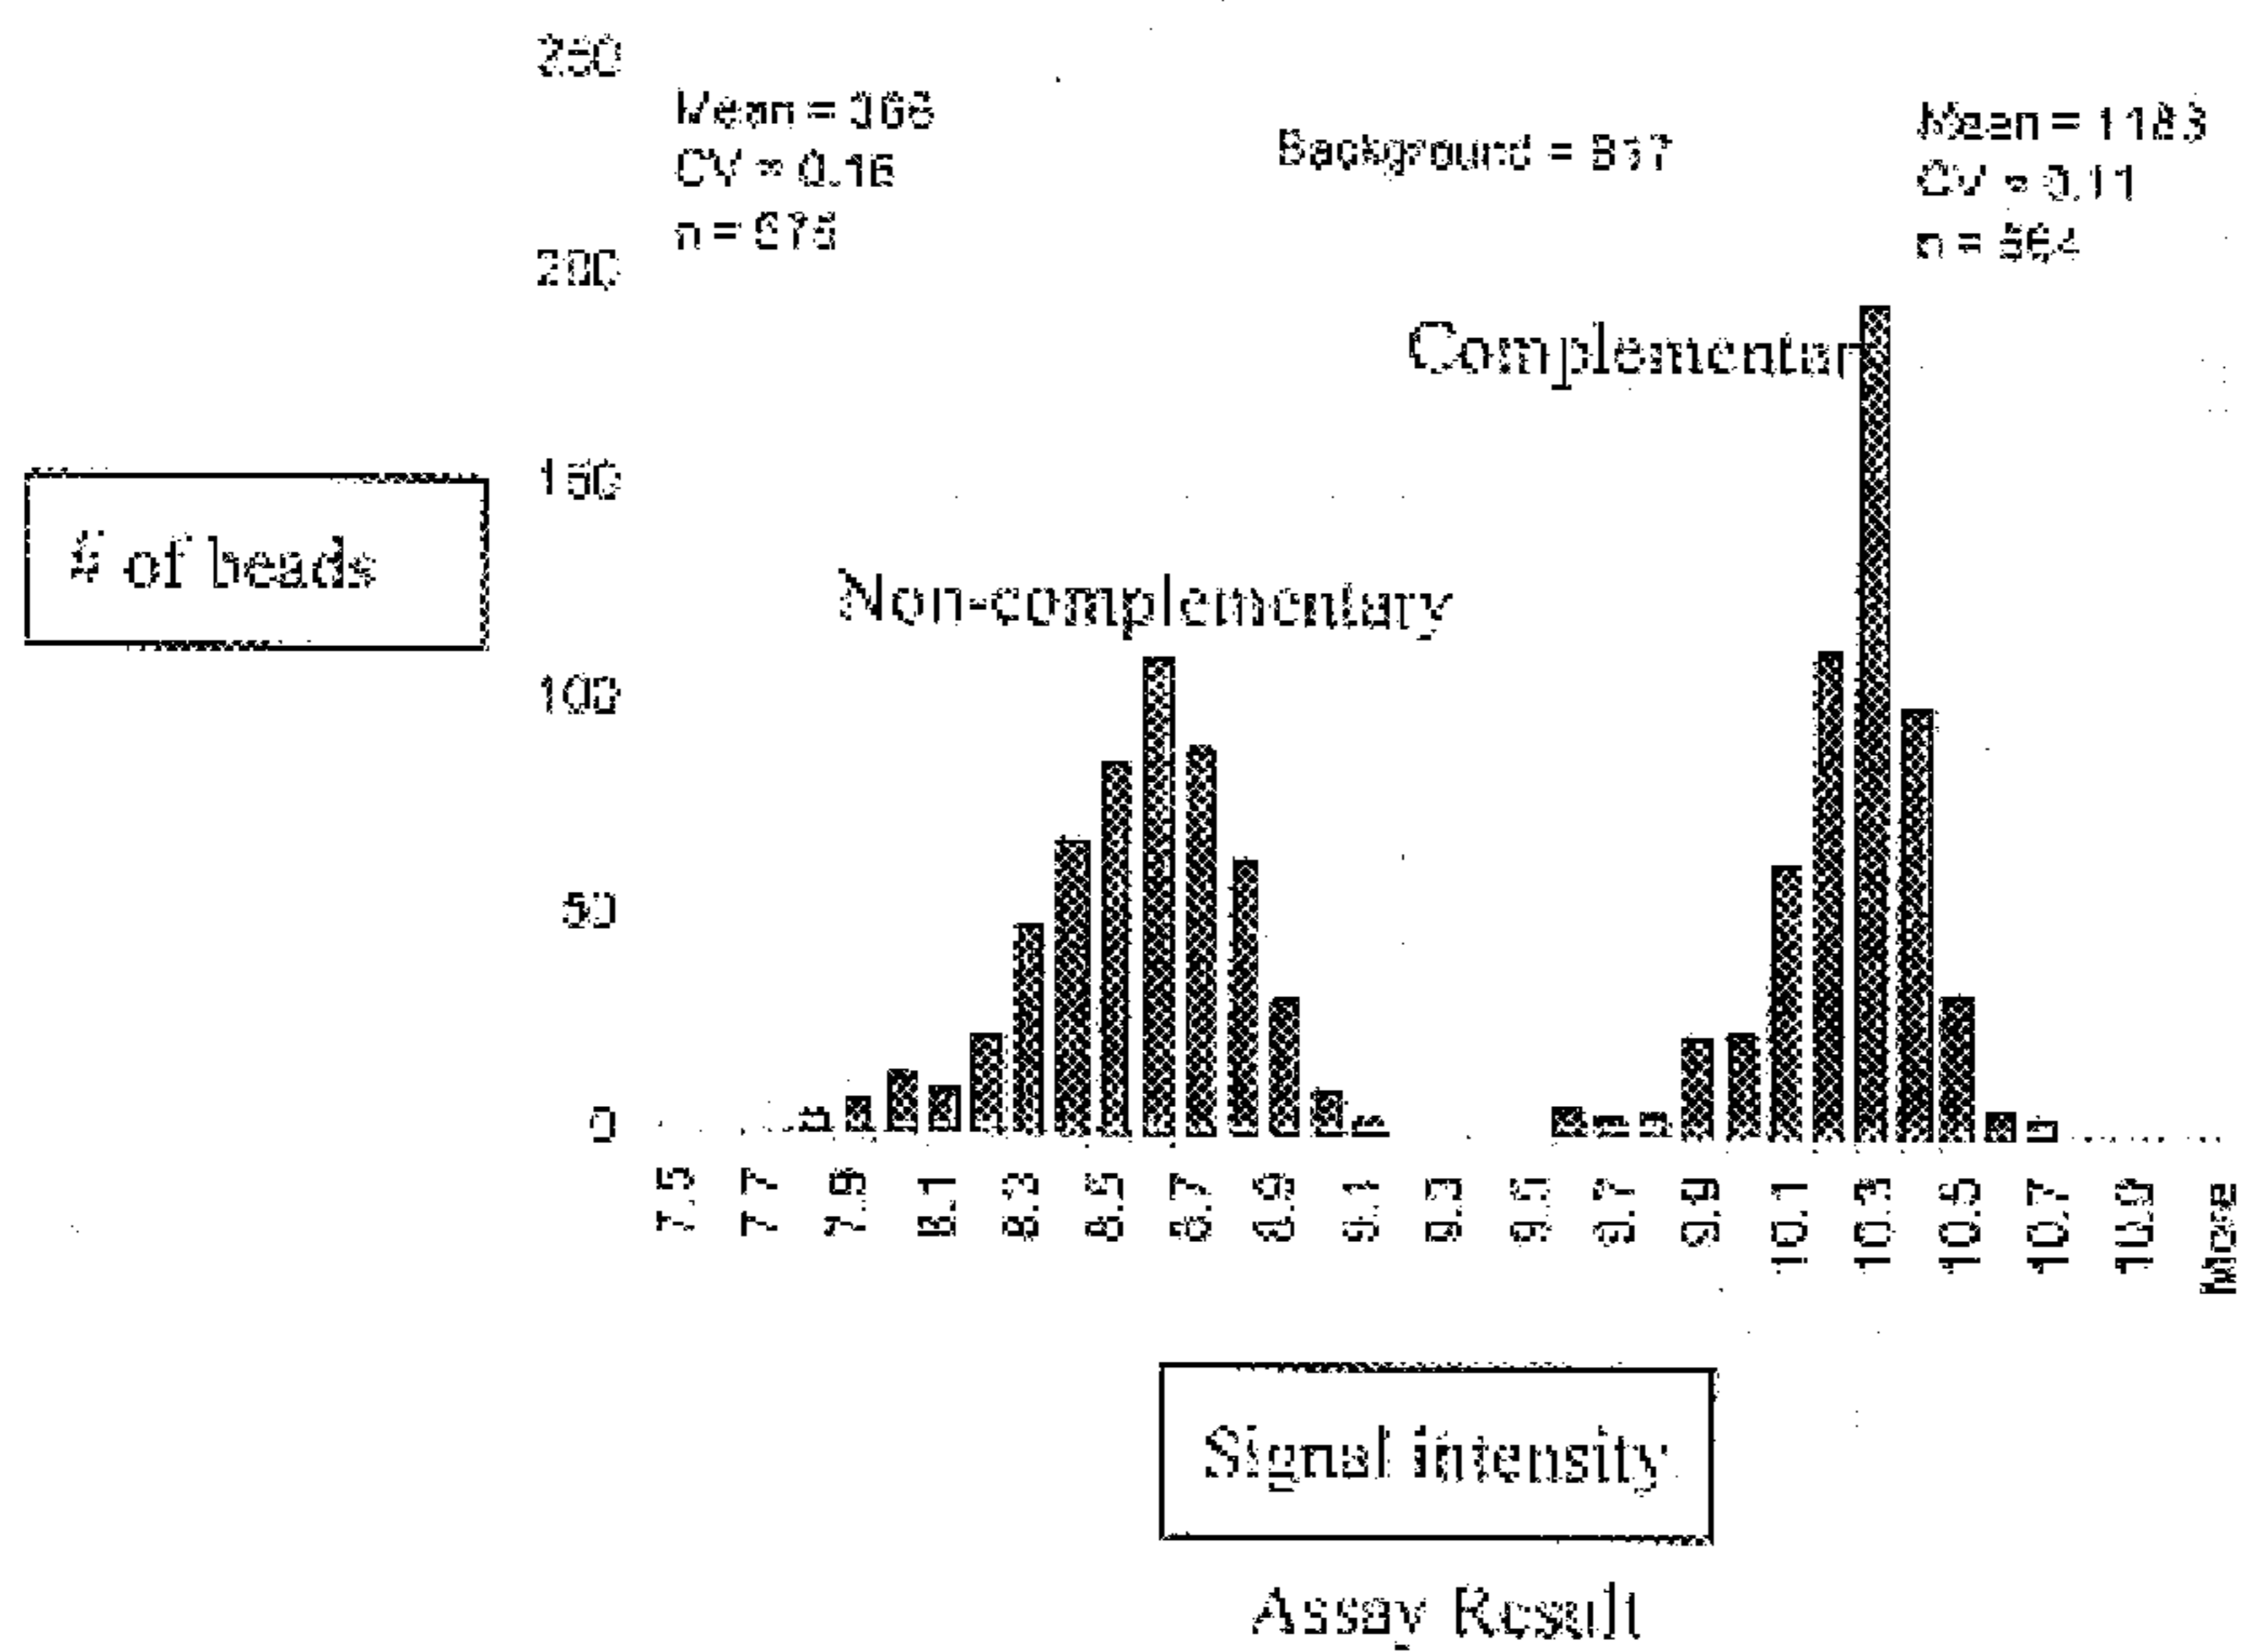 250
Mean =
CV = 0.16
n =
Background = 817
Mean = 1183
CV = 0.11
n =
200
Complementary
150
# of beads
Non-complementary
100
50
0
7.5
7.7
7.9
8.1
8.3
8.5
8.7
8.9
9.1
9.3
9.5
9.7
9.9
10.1
10.3
10.5
10.7
10.9
More
Signal intensity
Assay Result